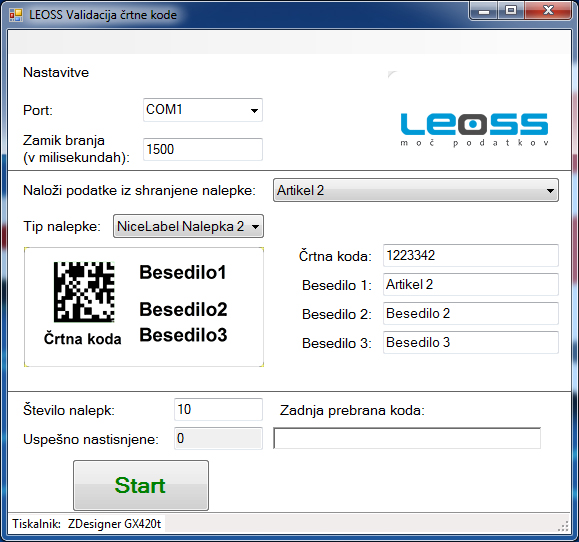 LEOSS Validacija črtne kode
Nastavitve
Port: COM1
LEOSS
moč podatkov
Zamik branja
(v milisekundah): 1500
Naloži podatke iz shranjene nalepke: Artikel 2
Tip nalepke: NiceLabel Nalepka 2
Besedilo1
Besedilo2
Črtna koda Besedilo3
Črtna koda: 1223342
Besedilo 1: Artikel 2
Besedilo 2: Besedilo 2
Besedilo 3: Besedilo 3
Število nalepk: 10
Zadnja prebrana koda:
Uspešno nastisnjene: 0
Start
Tiskalnik: ZDesigner GX420t